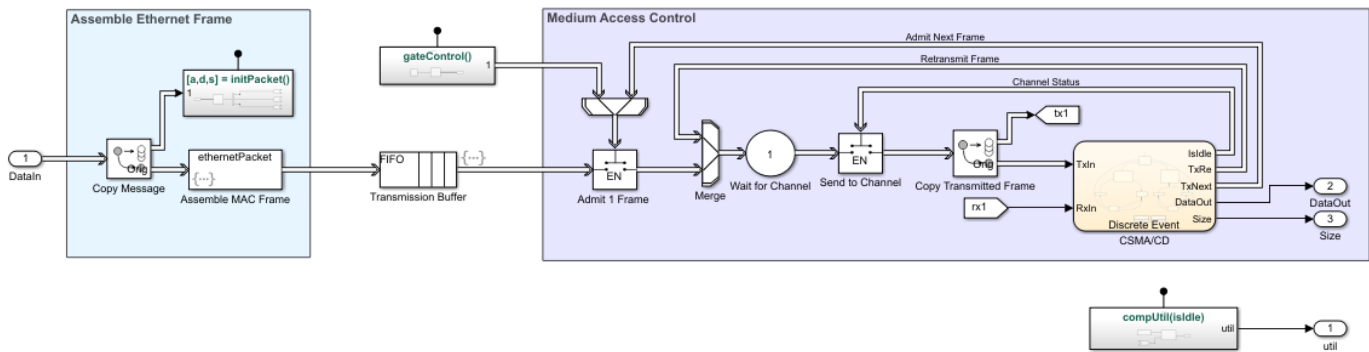 Assemble Ethernet Frame
Medium Access Control
Admit Next Frame
gateControl()
1
Retransmit Frame
[a,d,s] = initPacket()
1
Channel Status
tx1
1
DataIn
Orig
Copy Message
ethernetPacket
{...}
Assemble MAC Frame
FIFO
{...}
Transmission Buffer
EN
Admit 1 Frame
Merge
1
Wait for Channel
EN
Send to Channel
Orig
Copy Transmitted Frame
rx1
TxIn
RxIn
IsIdle
TxRe
TxNext
DataOut
Size
Discrete Event
CSMA/CD
2
DataOut
3
Size
compUtil(isIdle)
util
1
util